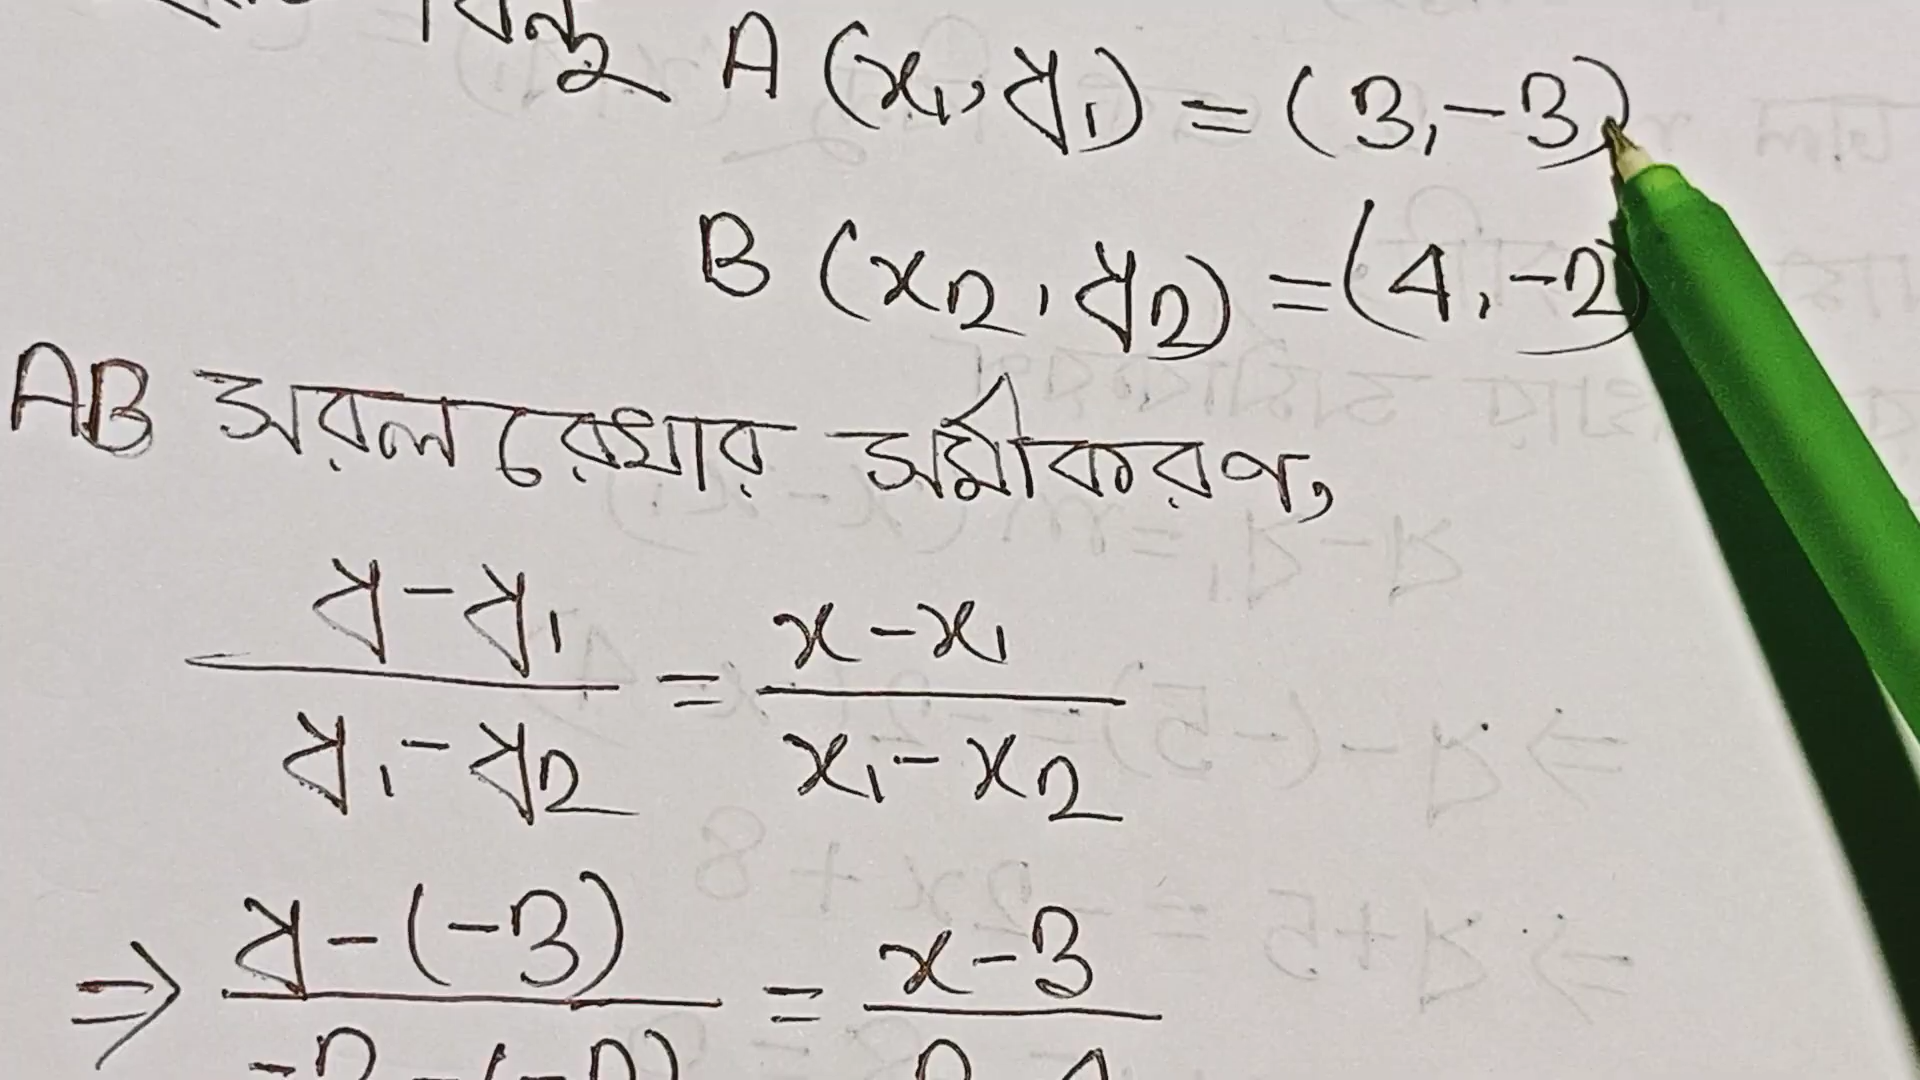 বিন্দু A (x₁, y₁) = (3, -3)
B (x₂, y₂) = (4, -2)
AB সরলরেখার সমীকরণ,
y - y₁ / y₁ - y₂ = x - x₁ / x₁ - x₂
⇒ y - (-3) / = x - 3 /